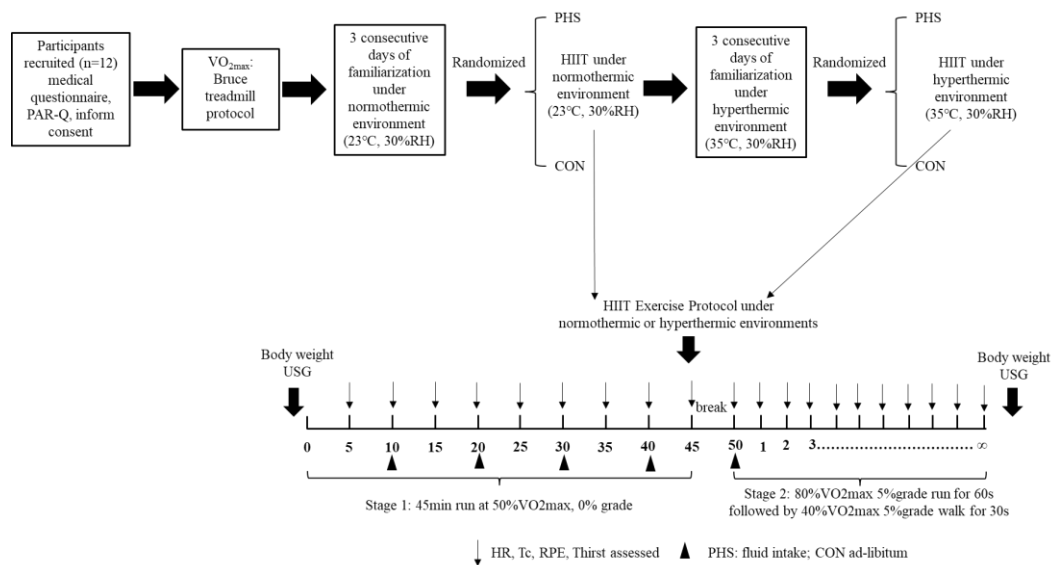 Participants
recruited (n=12)
medical
questionnaire,
PAR-Q, inform
consent
VO2max:
Bruce
treadmill
protocol
3 consecutive
days of
familiarization
under
normothermic
environment
(23°C, 30%RH)
Randomized
PHS
HIIT under
normothermic
environment
(23°C, 30%RH)
CON
3 consecutive
days of
familiarization
under
hyperthermic
environment
(35°C, 30%RH)
Randomized
PHS
HIIT under
hyperthermic
environment
(35°C, 30%RH)
CON
HIIT Exercise Protocol under
normothermic or hyperthermic environments
Body weight
USG
Body weight
USG
break
0 5 10 15 20 25 30 35 40 45 50 1 2 3.......................... ∞
Stage 1: 45min run at 50%VO2max, 0% grade
Stage 2: 80%VO2max 5%grade run for 60s
followed by 40%VO2max 5%grade walk for 30s
HR, Tc, RPE, Thirst assessed
PHS: fluid intake; CON ad-libitum